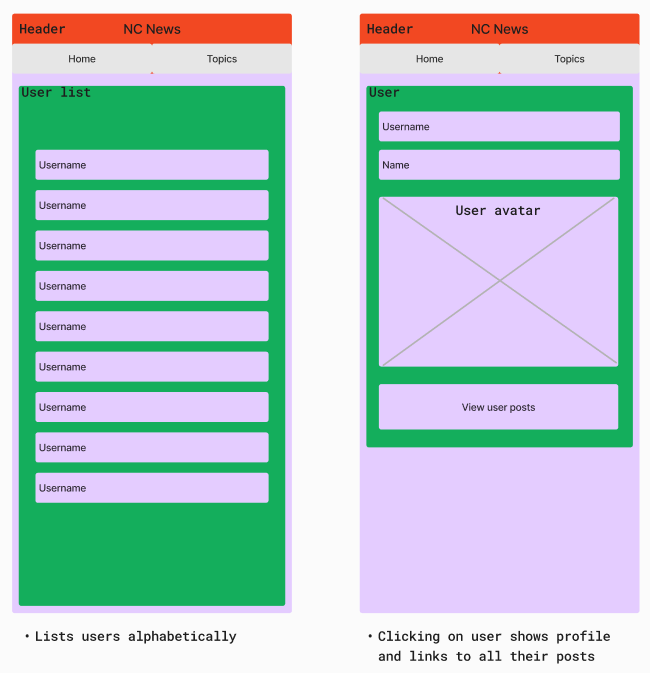 Header NC News
Home Topics
User list
Username
Username
Username
Username
Username
Username
Username
Username
Username
• Lists users alphabetically
Header NC News
Home Topics
User
Username
Name
User avatar
View user posts
• Clicking on user shows profile
and links to all their posts